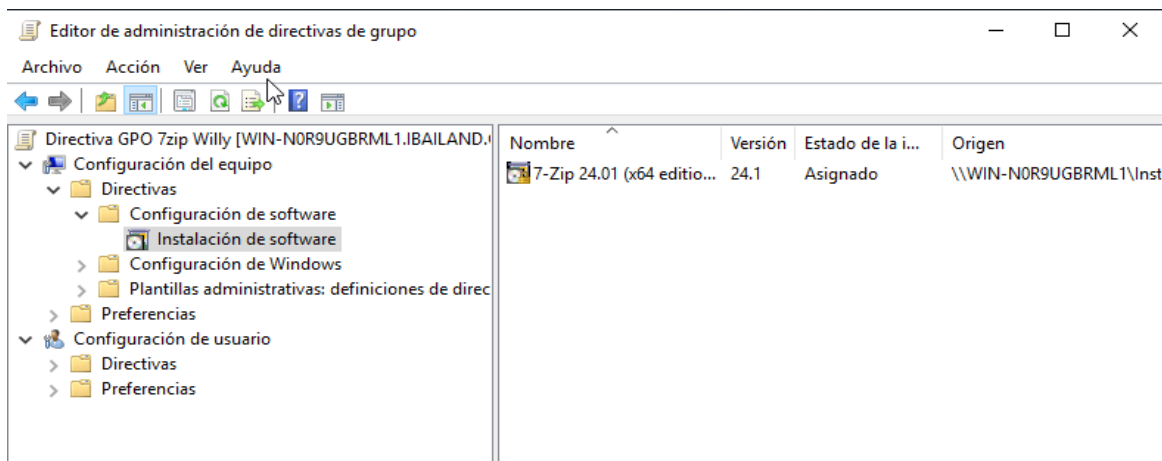 Editor de administración de directivas de grupo
Archivo Acción Ver Ayuda
Directiva GPO 7zip Willy [WIN-N0R9UGBRML1.IBAILAND.
Configuración del equipo
Directivas
Configuración de software
Instalación de software
Configuración de Windows
Plantillas administrativas: definiciones de direc
Preferencias
Configuración de usuario
Directivas
Preferencias
Nombre Versión Estado de la i... Origen
7-Zip 24.01 (x64 editio... 24.1 Asignado \\WIN-N0R9UGBRML1\Inst